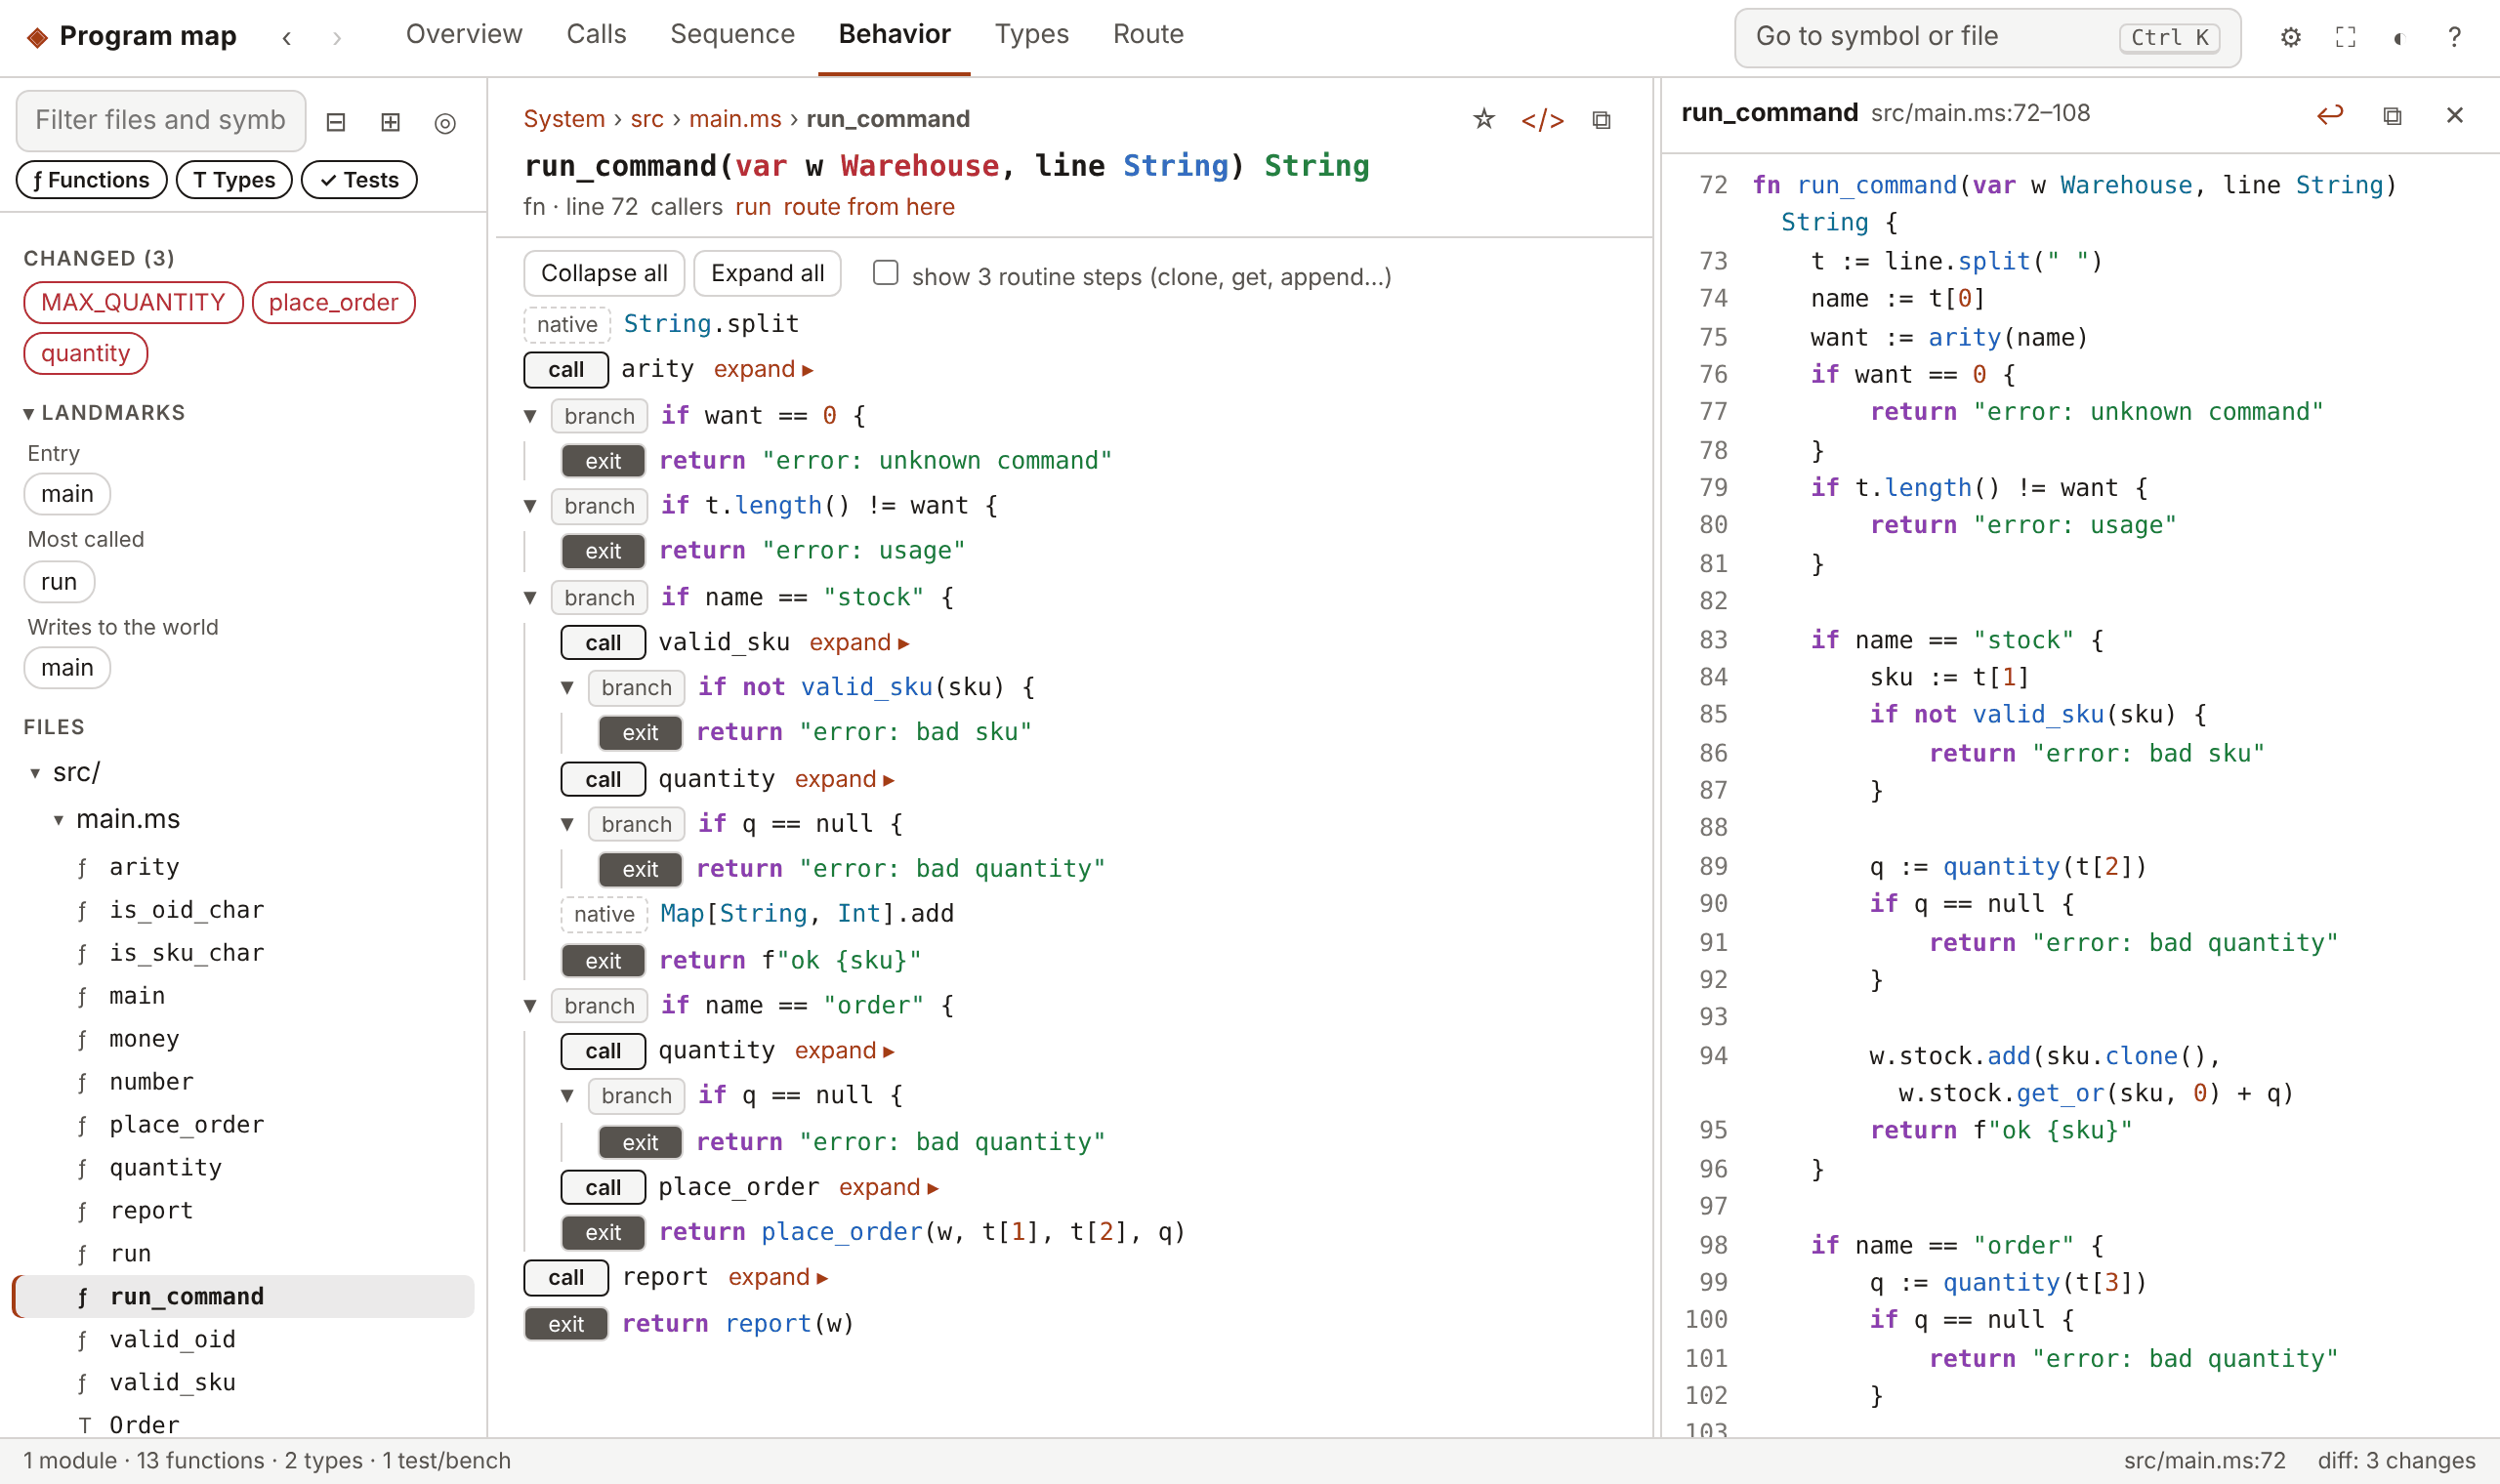 Program map ‹ › Overview Calls Sequence Behavior Types Route Go to symbol or file Ctrl K ?
Filter files and symb
ƒ Functions T Types ✓ Tests
CHANGED (3)
MAX_QUANTITY place_order
quantity
▾ LANDMARKS
Entry
main
Most called
run
Writes to the world
main
FILES
▾ src/
▾ main.ms
ƒ arity
ƒ is_oid_char
ƒ is_sku_char
ƒ main
ƒ money
ƒ number
ƒ place_order
ƒ quantity
ƒ report
ƒ run
ƒ run_command
ƒ valid_oid
ƒ valid_sku
T Order
System › src › main.ms › run_command
run_command(var w Warehouse, line String) String
fn · line 72 callers run route from here
Collapse all Expand all show 3 routine steps (clone, get, append...)
native String.split
call arity expand ▸
▼ branch if want == 0 {
exit return "error: unknown command"
▼ branch if t.length() != want {
exit return "error: usage"
▼ branch if name == "stock" {
call valid_sku expand ▸
▼ branch if not valid_sku(sku) {
exit return "error: bad sku"
call quantity expand ▸
▼ branch if q == null {
exit return "error: bad quantity"
native Map[String, Int].add
exit return f"ok {sku}"
▼ branch if name == "order" {
call quantity expand ▸
▼ branch if q == null {
exit return "error: bad quantity"
call place_order expand ▸
exit return place_order(w, t[1], t[2], q)
call report expand ▸
exit return report(w)
run_command src/main.ms:72–108
72 fn run_command(var w Warehouse, line String)
String {
73 t := line.split(" ")
74 name := t[0]
75 want := arity(name)
76 if want == 0 {
77 return "error: unknown command"
78 }
79 if t.length() != want {
80 return "error: usage"
81 }
82
83 if name == "stock" {
84 sku := t[1]
85 if not valid_sku(sku) {
86 return "error: bad sku"
87 }
88
89 q := quantity(t[2])
90 if q == null {
91 return "error: bad quantity"
92 }
93
94 w.stock.add(sku.clone(),
w.stock.get_or(sku, 0) + q)
95 return f"ok {sku}"
96 }
97
98 if name == "order" {
99 q := quantity(t[3])
100 if q == null {
101 return "error: bad quantity"
102 }
103
1 module · 13 functions · 2 types · 1 test/bench
src/main.ms:72 diff: 3 changes